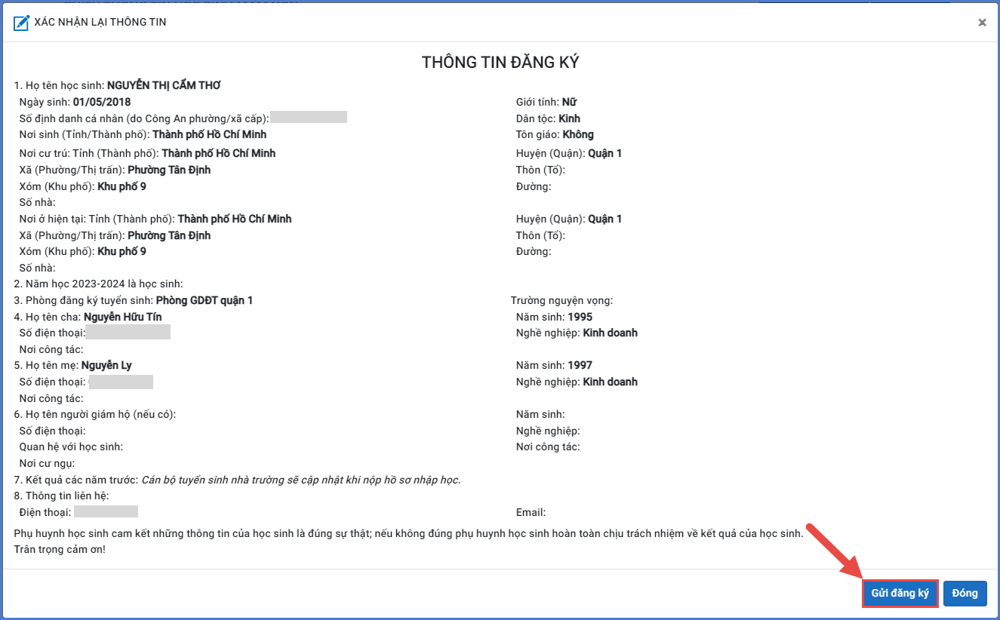 XÁC NHẬN LẠI THÔNG TIN ×
THÔNG TIN ĐĂNG KÝ
1. Họ tên học sinh: NGUYỄN THỊ CẨM THƠ
Ngày sinh: 01/05/2018 Giới tính: Nữ
Số định danh cá nhân (do Công An phường/xã cấp): Dân tộc: Kinh
Nơi sinh (Tỉnh/Thành phố): Thành phố Hồ Chí Minh Tôn giáo: Không
Nơi cư trú: Tỉnh (Thành phố): Thành phố Hồ Chí Minh Huyện (Quận): Quận 1
Xã (Phường/Thị trấn): Phường Tân Định Thôn (Tổ):
Xóm (Khu phố): Khu phố 9 Đường:
Số nhà:
Nơi ở hiện tại: Tỉnh (Thành phố): Thành phố Hồ Chí Minh Huyện (Quận): Quận 1
Xã (Phường/Thị trấn): Phường Tân Định Thôn (Tổ):
Xóm (Khu phố): Khu phố 9 Đường:
Số nhà:
2. Năm học 2023-2024 là học sinh:
3. Phòng đăng ký tuyển sinh: Phòng GDĐT quận 1 Trường nguyện vọng:
4. Họ tên cha: Nguyễn Hữu Tín Năm sinh: 1995
Số điện thoại: Nghề nghiệp: Kinh doanh
Nơi công tác:
5. Họ tên mẹ: Nguyễn Ly Năm sinh: 1997
Số điện thoại: Nghề nghiệp: Kinh doanh
Nơi công tác:
6. Họ tên người giám hộ (nếu có): Năm sinh:
Số điện thoại: Nghề nghiệp:
Quan hệ với học sinh: Nơi công tác:
Nơi cư ngụ:
7. Kết quả các năm trước: Cán bộ tuyển sinh nhà trường sẽ cập nhật khi nộp hồ sơ nhập học.
8. Thông tin liên hệ:
Điện thoại: Email:
Phụ huynh học sinh cam kết những thông tin của học sinh là đúng sự thật; nếu không đúng phụ huynh học sinh hoàn toàn chịu trách nhiệm về kết quả của học sinh.
Trân trọng cảm ơn!
Gửi đăng ký Đóng